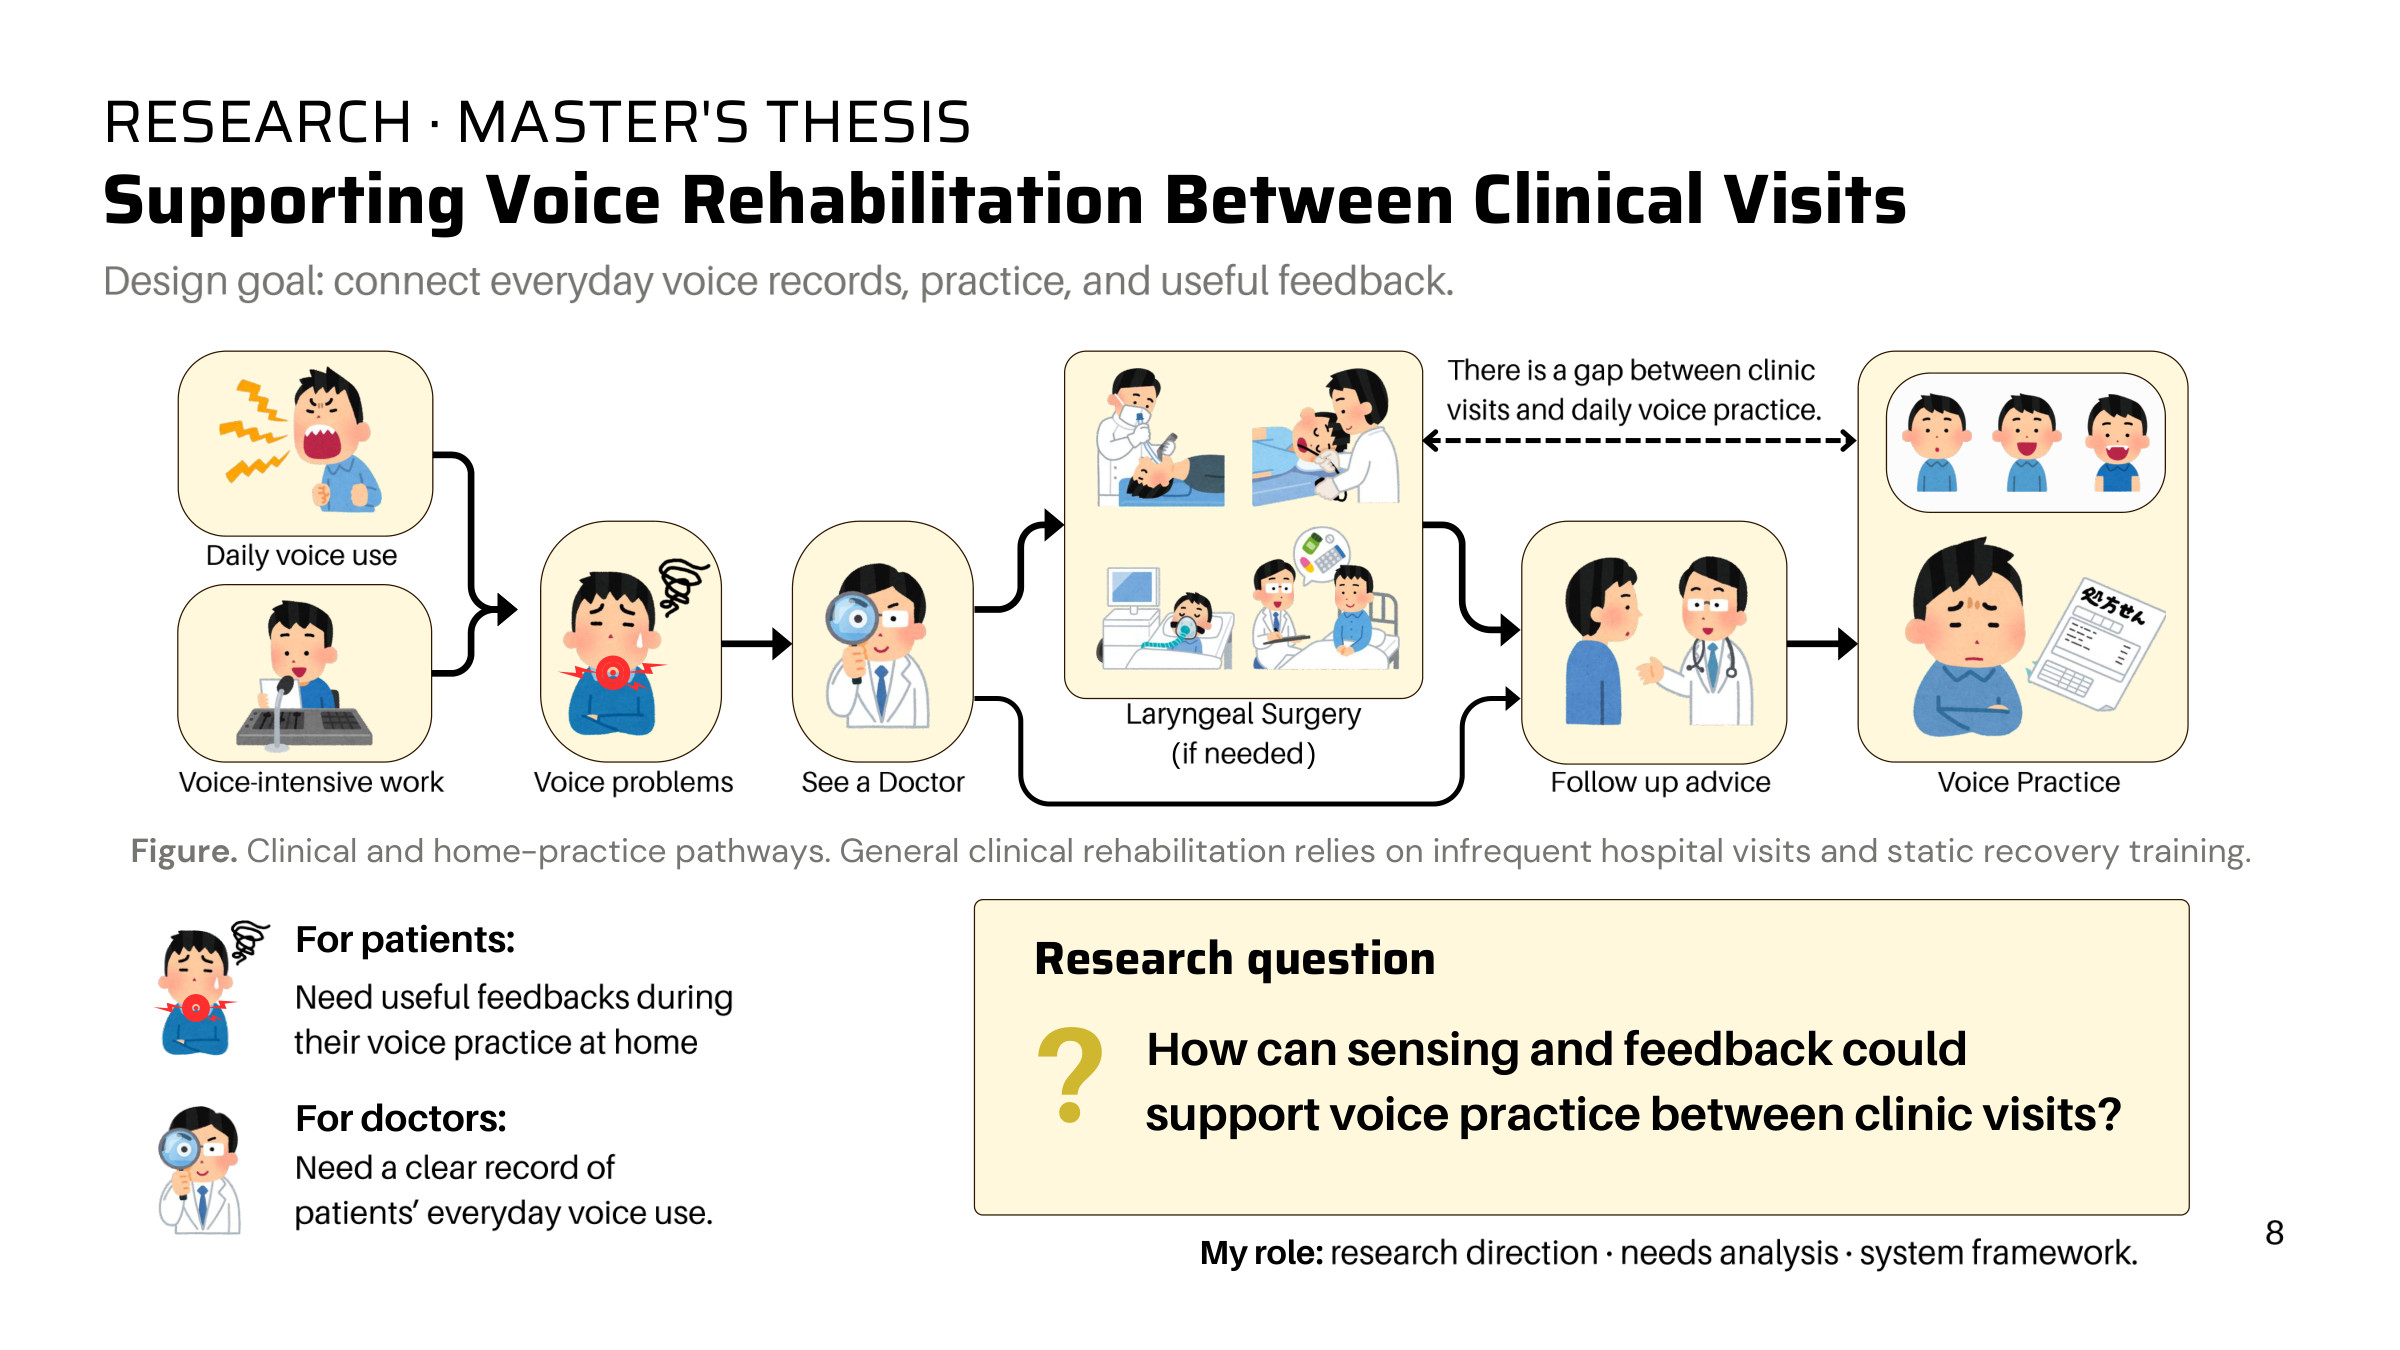 RESEARCH · MASTER'S THESIS
Supporting Voice Rehabilitation Between Clinical Visits
Design goal: connect everyday voice records, practice, and useful feedback.
There is a gap between clinic
visits and daily voice practice.
Daily voice use
Voice-intensive work
Voice problems
See a Doctor
Laryngeal Surgery
(if needed)
Follow up advice
処方せん
Voice Practice
Figure. Clinical and home-practice pathways. General clinical rehabilitation relies on infrequent hospital visits and static recovery training.
For patients:
Need useful feedbacks during
their voice practice at home
For doctors:
Need a clear record of
patients’ everyday voice use.
Research question
?
How can sensing and feedback could
support voice practice between clinic visits?
My role: research direction · needs analysis · system framework.
8